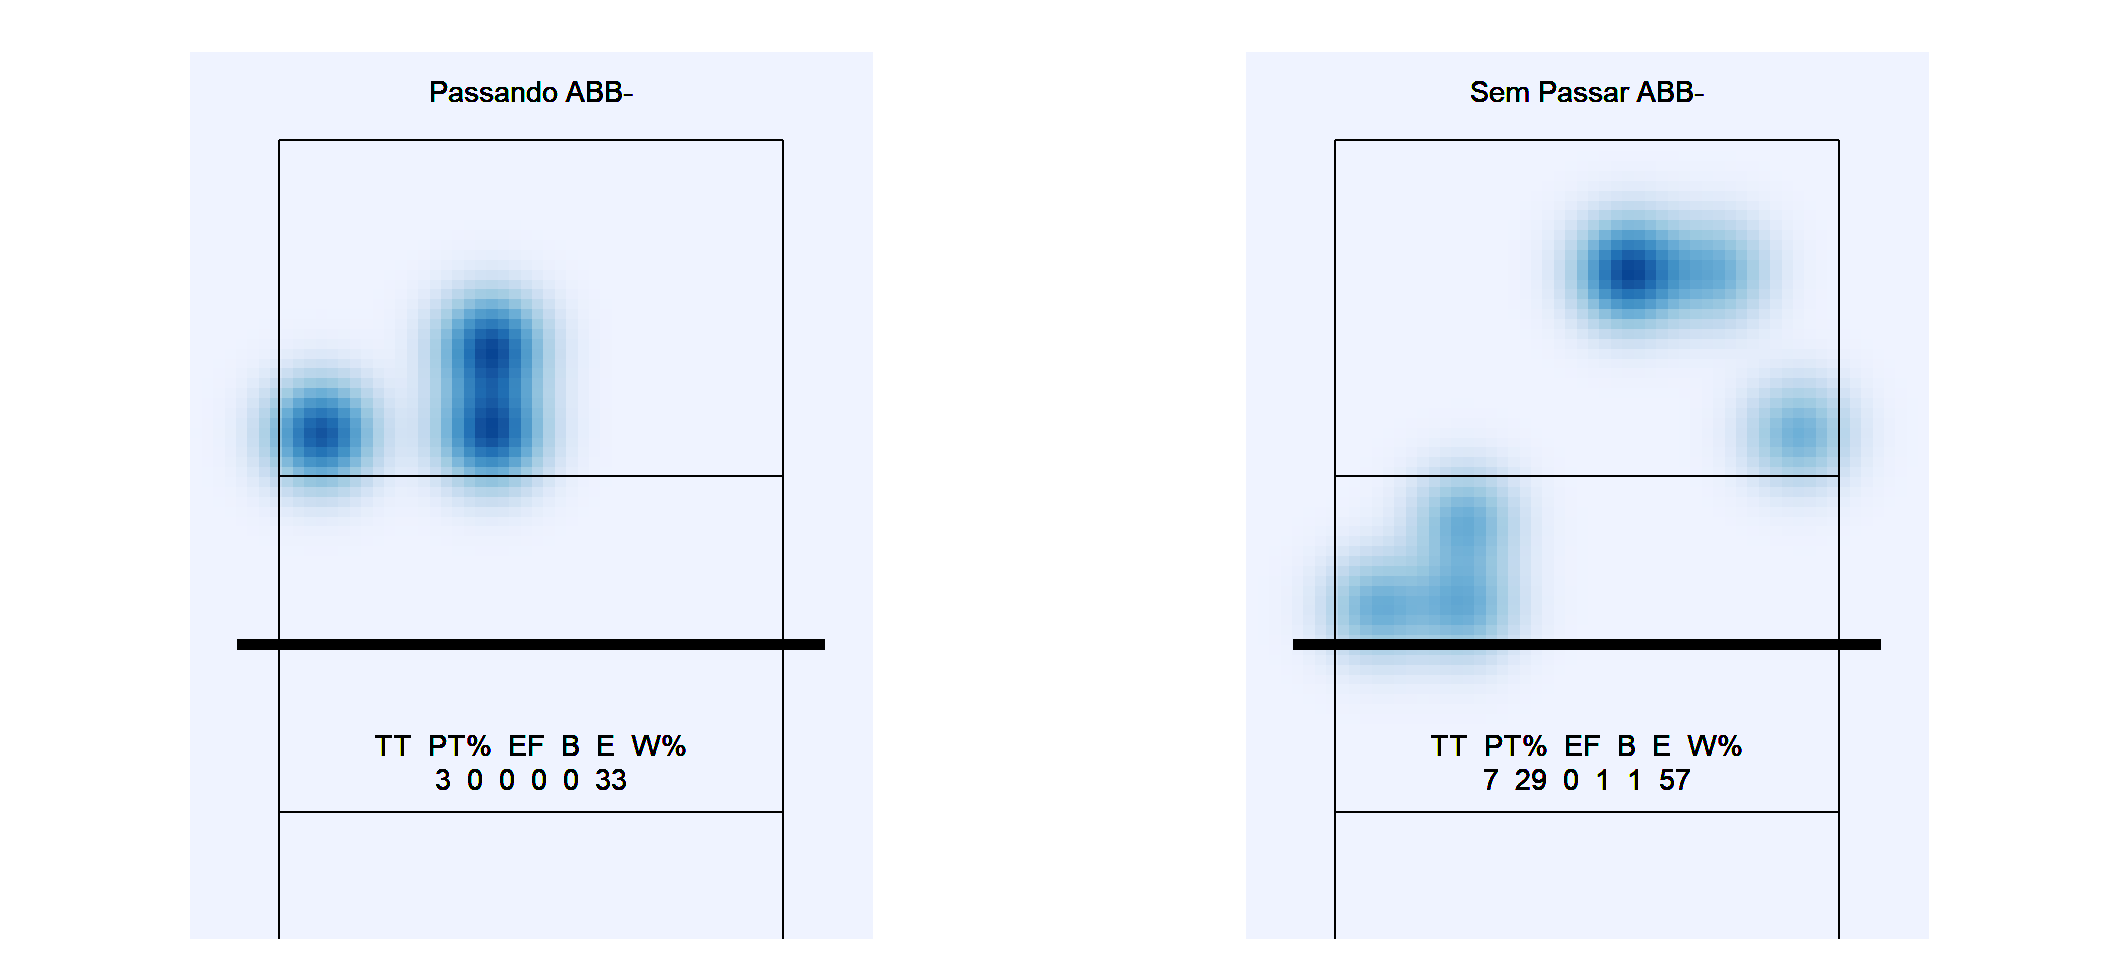 Passando ABB-
TT PT% EF B E W%
3 0 0 0 0 33
Sem Passar ABB-
TT PT% EF B E W%
7 29 0 1 1 57